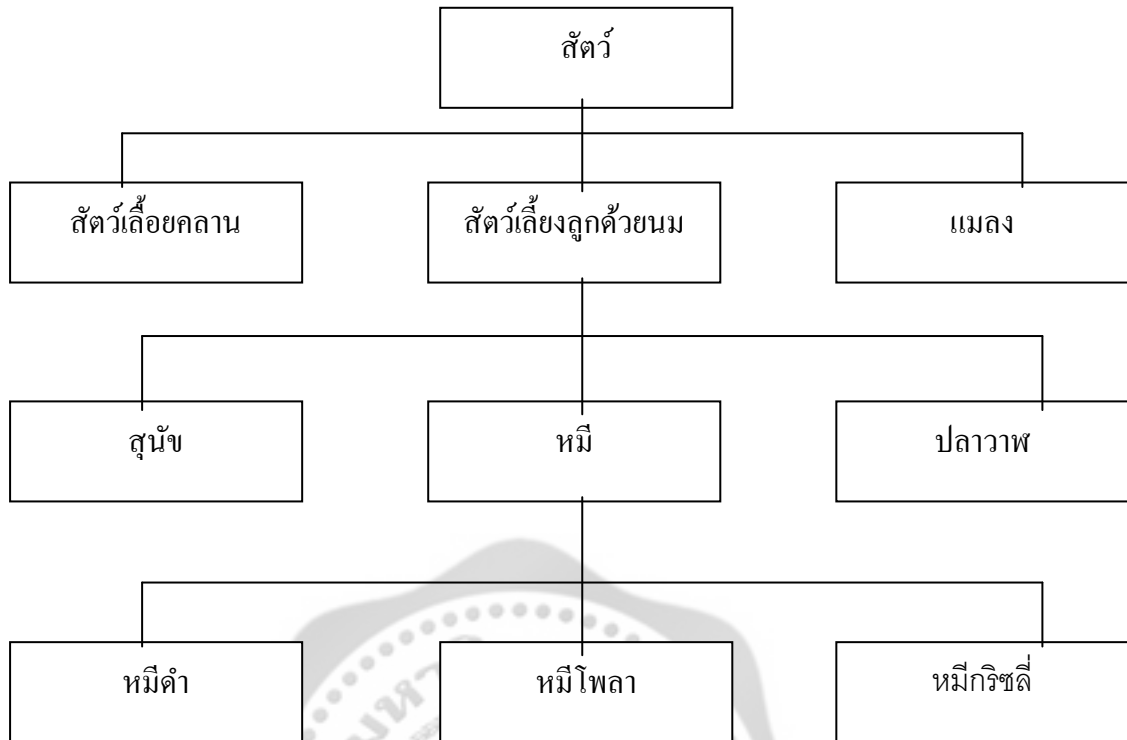 สัตว์
สัตว์เลื้อยคลาน
สัตว์เลี้ยงลูกด้วยนม
แมลง
สุนัข
หมี
ปลาวาฬ
หมีดำ
หมีโพลา
หมีกริซลี่